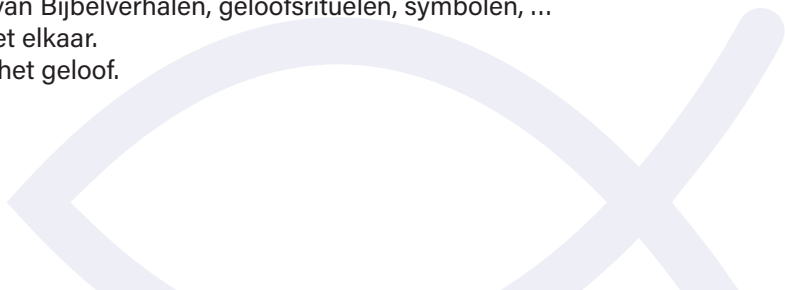 van Bijbelverhalen, geloofsrituelen, symbolen, ...
et elkaar.
het geloof.